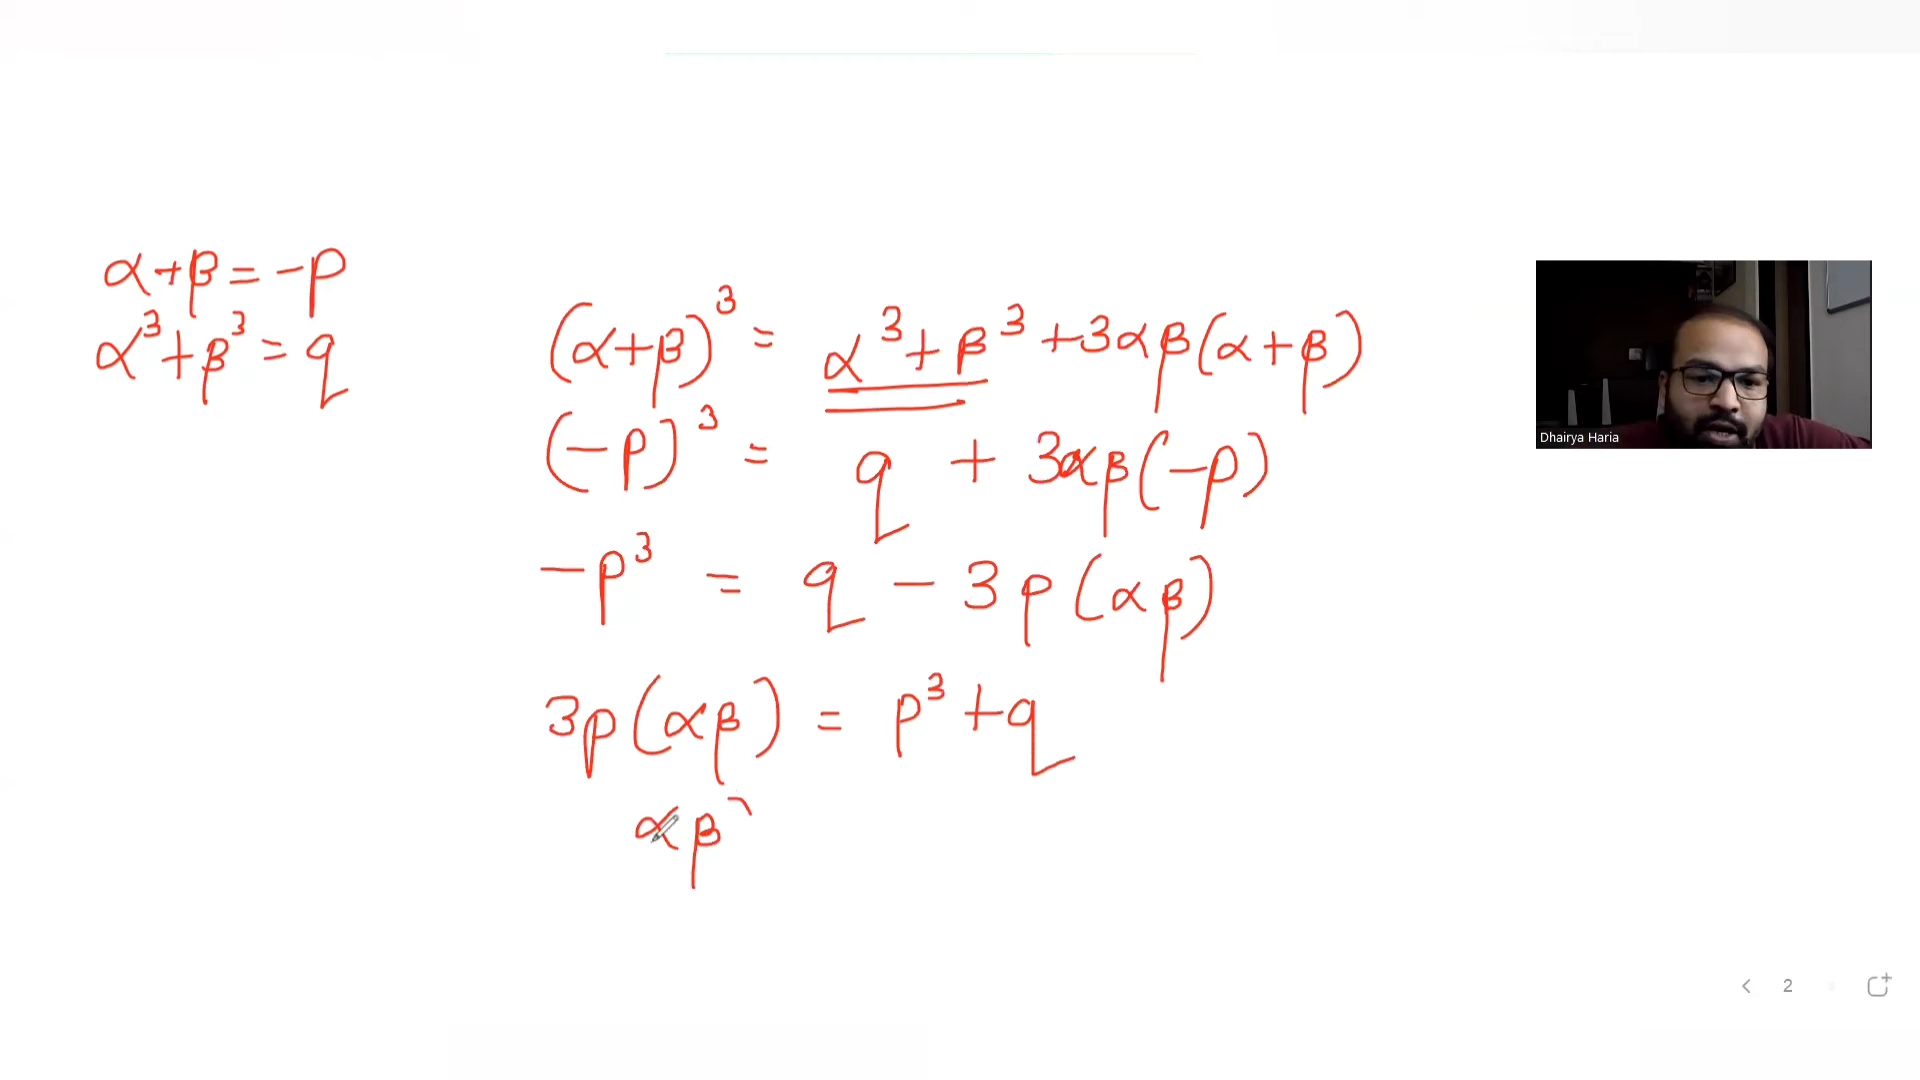 α+β=-p
α³+β³=q
(α+β)³= α³+β³+3αβ(α+β)
(-p)³ = q + 3αβ(-p)
-p³ = q - 3p(αβ)
3p(αβ) = p³+q
αβ
Dhairya Haria
2